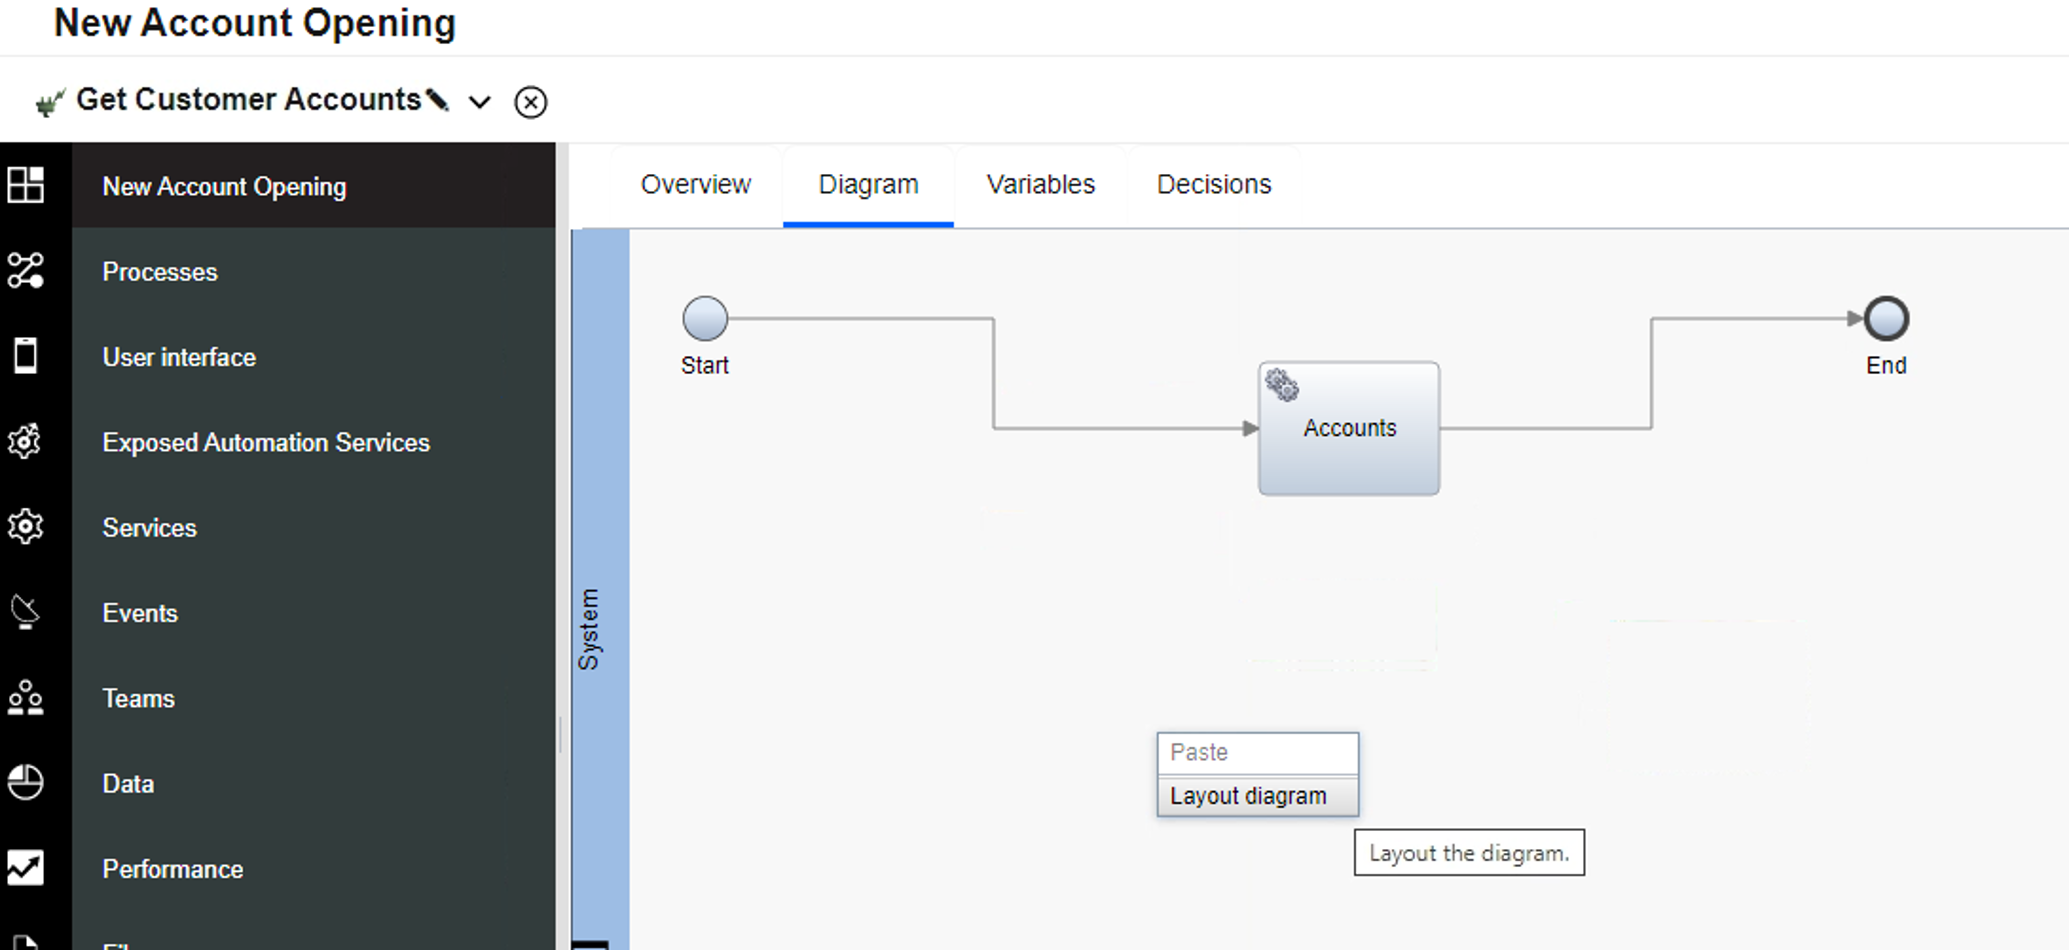 New Account Opening
Get Customer Accounts
New Account Opening
Processes
User interface
Exposed Automation Services
Services
Events
Teams
Data
Performance
Overview
Diagram
Variables
Decisions
System
Start
Accounts
End
Paste
Layout diagram
Layout the diagram.